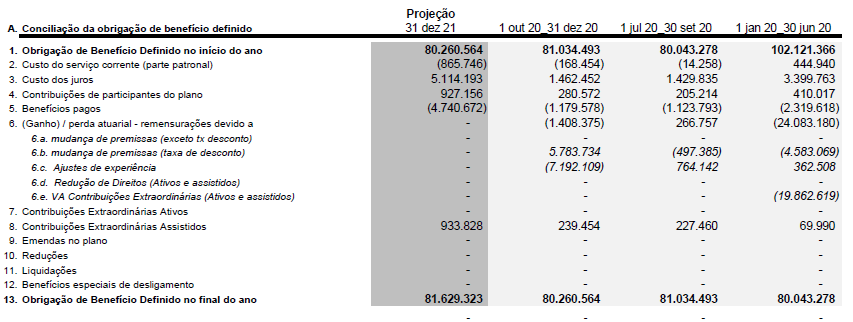 Projeção
A. Conciliação da obrigação de benefício definido 31 dez 21 1 out 20_31 dez 20 1 jul 20_30 set 20 1 jan 20_30 jun 20
1. Obrigação de Benefício Definido no início do ano 80.260.564 81.034.493 80.043.278 102.121.366
2. Custo do serviço corrente (parte patronal) (865.746) (168.454) (14.258) 444.940
3. Custo dos juros 5.114.193 1.462.452 1.429.835 3.399.763
4. Contribuições de participantes do plano 927.156 280.572 205.214 410.017
5. Benefícios pagos (4.740.672) (1.179.578) (1.123.793) (2.319.618)
6. (Ganho) / perda atuarial - remensurações devido a - (1.408.375) 266.757 (24.083.180)
6.a. mudança de premissas (exceto tx desconto) - - - -
6.b. mudança de premissas (taxa de desconto) - 5.783.734 (497.385) (4.583.069)
6.c. Ajustes de experiência - (7.192.109) 764.142 362.508
6.d. Redução de Direitos (Ativos e assistidos) - - - -
6.e. VA Contribuições Extraordinárias (Ativos e assistidos) - - - (19.862.619)
7. Contribuições Extraordinárias Ativos - - - -
8. Contribuições Extraordinárias Assistidos 933.828 239.454 227.460 69.990
9. Emendas no plano - - - -
10. Reduções - - - -
11. Liquidações - - - -
12. Benefícios especiais de desligamento - - - -
13. Obrigação de Benefício Definido no final do ano 81.629.323 80.260.564 81.034.493 80.043.278
- - - -